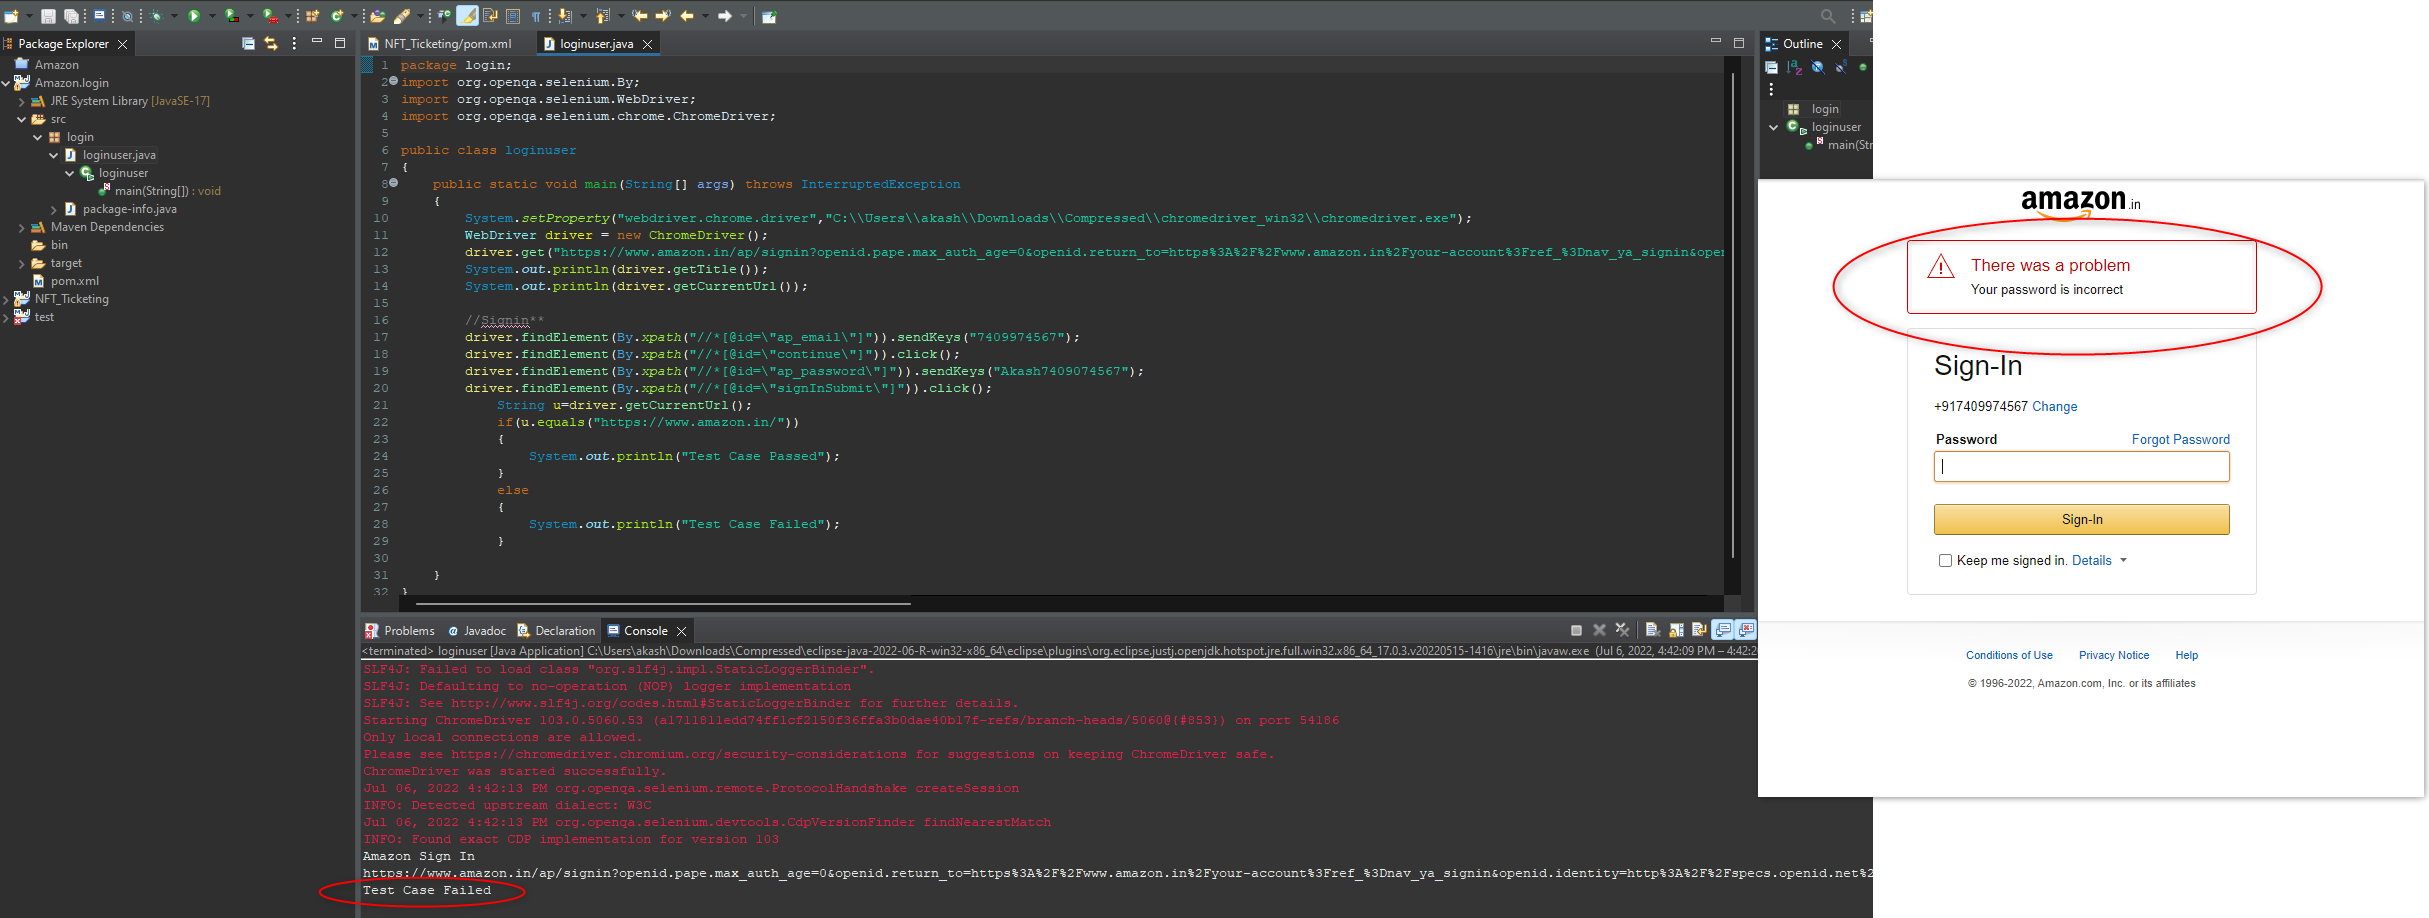 Package Explorer
Amazon
Amazon.login
JRE System Library [JavaSE-17]
src
login
loginuser.java
loginuser
main(String[]) : void
package-info.java
Maven Dependencies
bin
target
pom.xml
NFT_Ticketing
test
NFT_Ticketing/pom.xml
loginuser.java
1 package login;
2 import org.openqa.selenium.By;
3 import org.openqa.selenium.WebDriver;
4 import org.openqa.selenium.chrome.ChromeDriver;
5
6 public class loginuser
7 {
8 public static void main(String[] args) throws InterruptedException
9 {
10 System.setProperty("webdriver.chrome.driver","C:\\Users\\akash\\Downloads\\Compressed\\chromedriver_win32\\chromedriver.exe");
11 WebDriver driver = new ChromeDriver();
12 driver.get("https://www.amazon.in/ap/signin?openid.pape.max_auth_age=0&openid.return_to=https%3A%2F%2Fwww.amazon.in%2Fyour-account%3Fref_%3Dnav_ya_signin&open
13 System.out.println(driver.getTitle());
14 System.out.println(driver.getCurrentUrl());
15
16 //Signin**
17 driver.findElement(By.xpath("//*[@id=\"ap_email\"]")).sendKeys("7409974567");
18 driver.findElement(By.xpath("//*[@id=\"continue\"]")).click();
19 driver.findElement(By.xpath("//*[@id=\"ap_password\"]")).sendKeys("Akash7409074567");
20 driver.findElement(By.xpath("//*[@id=\"signInSubmit\"]")).click();
21 String u=driver.getCurrentUrl();
22 if(u.equals("https://www.amazon.in/"))
23 {
24 System.out.println("Test Case Passed");
25 }
26 else
27 {
28 System.out.println("Test Case Failed");
29 }
30
31 }
32 }
Outline
login
loginuser
main(Str
amazon.in
There was a problem
Your password is incorrect
Sign-In
+917409974567 Change
Password Forgot Password
Sign-In
Keep me signed in. Details
Conditions of Use Privacy Notice Help
© 1996-2022, Amazon.com, Inc. or its affiliates
Problems @ Javadoc Declaration Console
<terminated> loginuser [Java Application] C:\Users\akash\Downloads\Compressed\eclipse-java-2022-06-R-win32-x86_64\eclipse\plugins\org.eclipse.justj.openjdk.hotspot.jre.full.win32.x86_64_17.0.3.v20220515-1416\jre\bin\javaw.exe (Jul 6, 2022, 4:42:09 PM – 4:42:2
SLF4J: Failed to load class "org.slf4j.impl.StaticLoggerBinder".
SLF4J: Defaulting to no-operation (NOP) logger implementation
SLF4J: See http://www.slf4j.org/codes.html#StaticLoggerBinder for further details.
Starting ChromeDriver 103.0.5060.53 (a1711811edd74ff1cf2150f36ffa3b0dae40b17f-refs/branch-heads/5060@{#853}) on port 54186
Only local connections are allowed.
Please see https://chromedriver.chromium.org/security-considerations for suggestions on keeping ChromeDriver safe.
ChromeDriver was started successfully.
Jul 06, 2022 4:42:13 PM org.openqa.selenium.remote.ProtocolHandshake createSession
INFO: Detected upstream dialect: W3C
Jul 06, 2022 4:42:13 PM org.openqa.selenium.devtools.CdpVersionFinder findNearestMatch
INFO: Found exact CDP implementation for version 103
Amazon Sign In
https://www.amazon.in/ap/signin?openid.pape.max_auth_age=0&openid.return_to=https%3A%2F%2Fwww.amazon.in%2Fyour-account%3Fref_%3Dnav_ya_signin&openid.identity=http%3A%2F%2Fspecs.openid.net%2
Test Case Failed